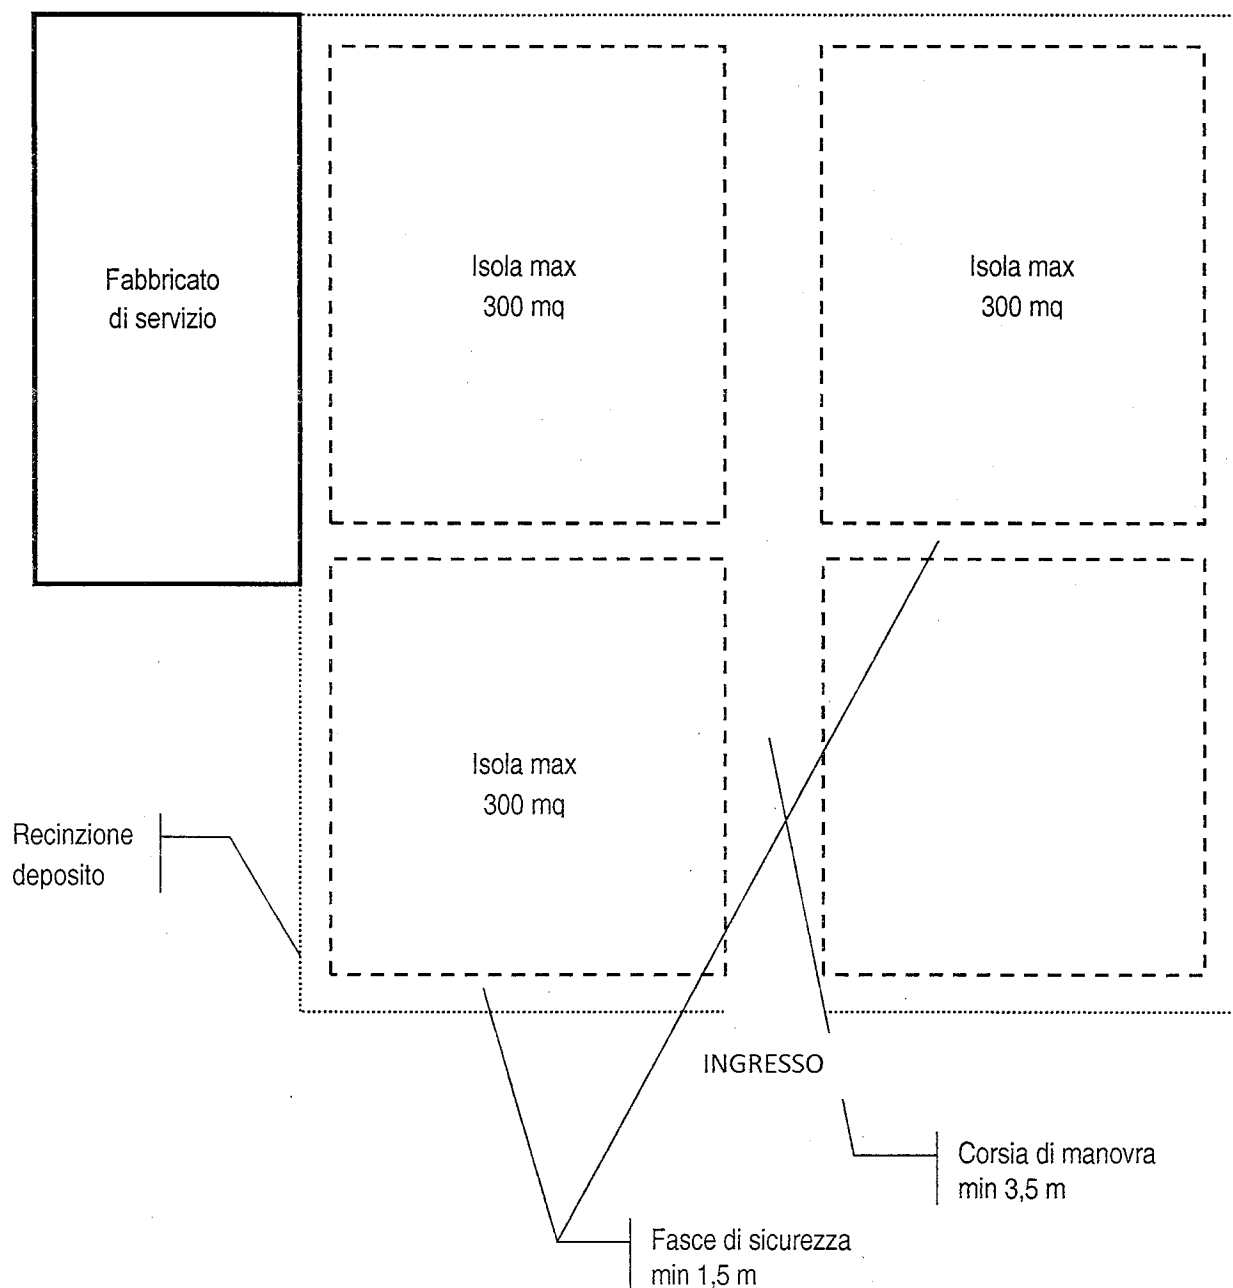 Fabbricato
di servizio
Isola max
300 mq
Isola max
300 mq
Isola max
300 mq
Recinzione
deposito
INGRESSO
Corsia di manovra
min 3,5 m
Fasce di sicurezza
min 1,5 m